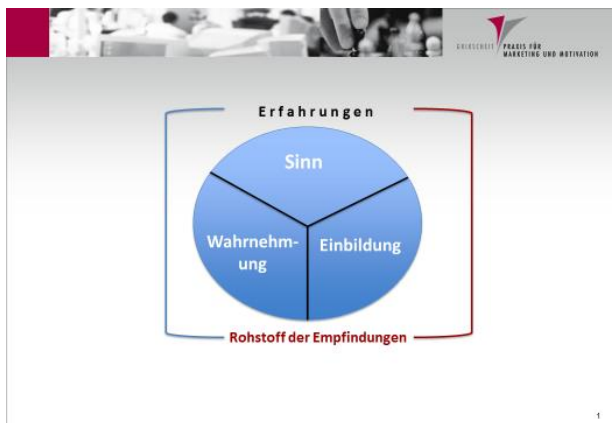 PRAXIS FÜR
MARKETING UND MOTIVATION
Erfahrungen
Sinn
Wahrnehm-
ung
Einbildung
Rohstoff der Empfindungen
1